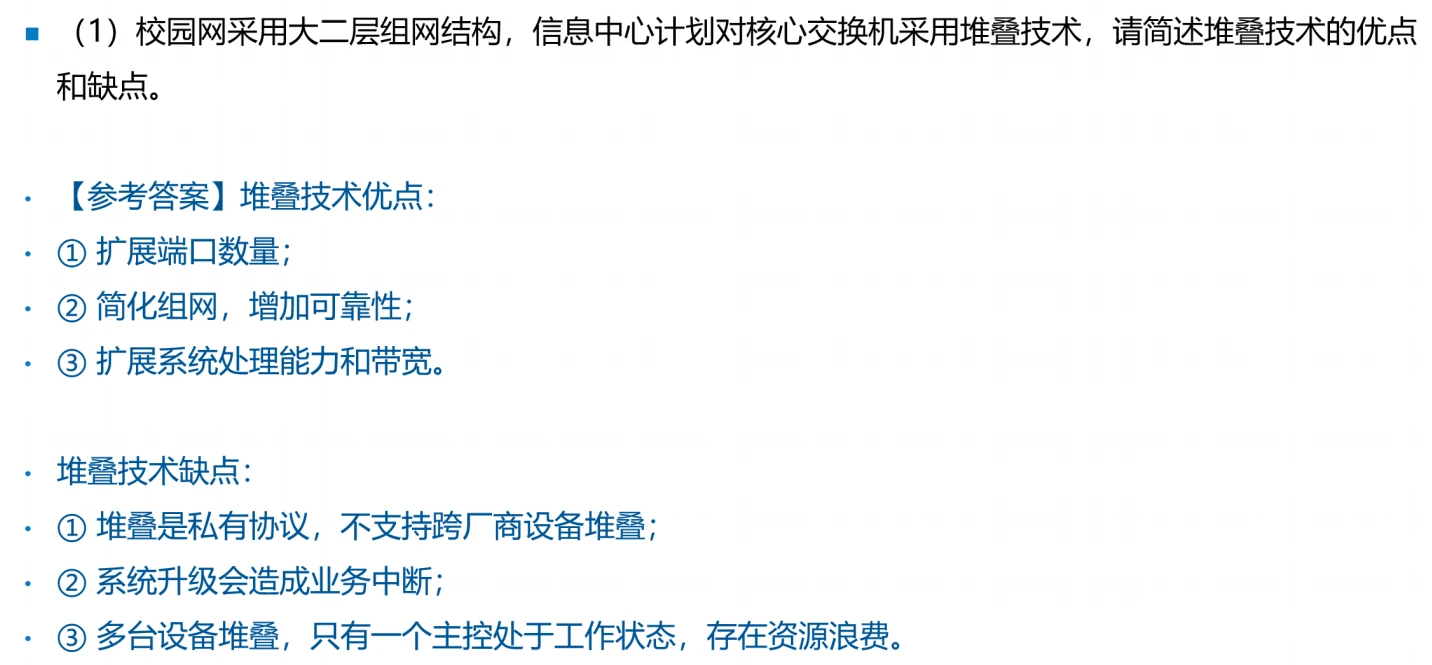 （1）校园网采用大二层组网结构，信息中心计划对核心交换机采用堆叠技术，请简述堆叠技术的优点
和缺点。
【参考答案】堆叠技术优点：
① 扩展端口数量；
② 简化组网，增加可靠性；
③ 扩展系统处理能力和带宽。
堆叠技术缺点：
① 堆叠是私有协议，不支持跨厂商设备堆叠；
② 系统升级会造成业务中断；
③ 多台设备堆叠，只有一个主控处于工作状态，存在资源浪费。